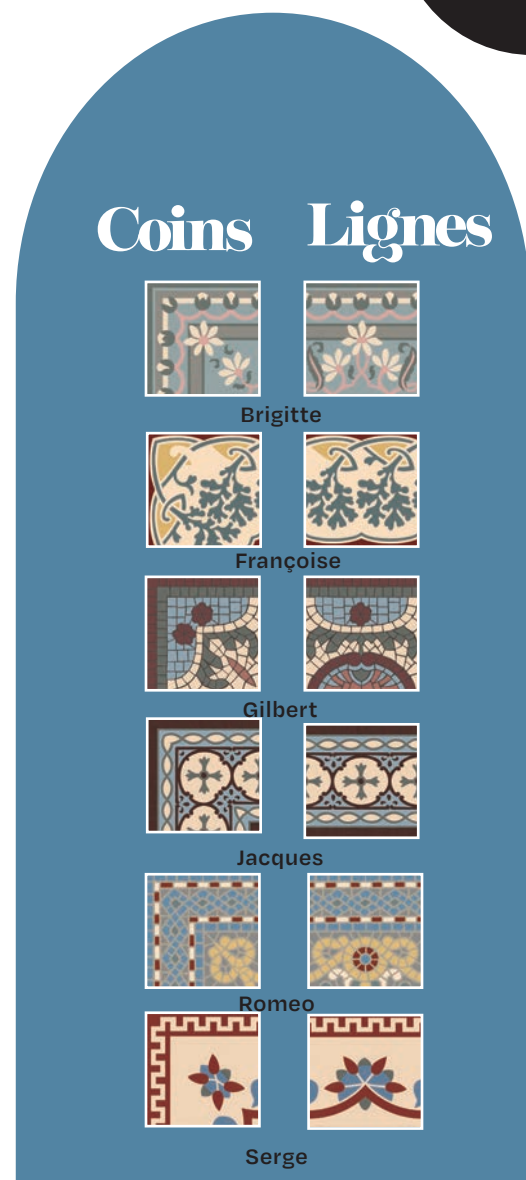 Coins Lignes
Brigitte
Françoise
Gilbert
Jacques
Romeo
Serge